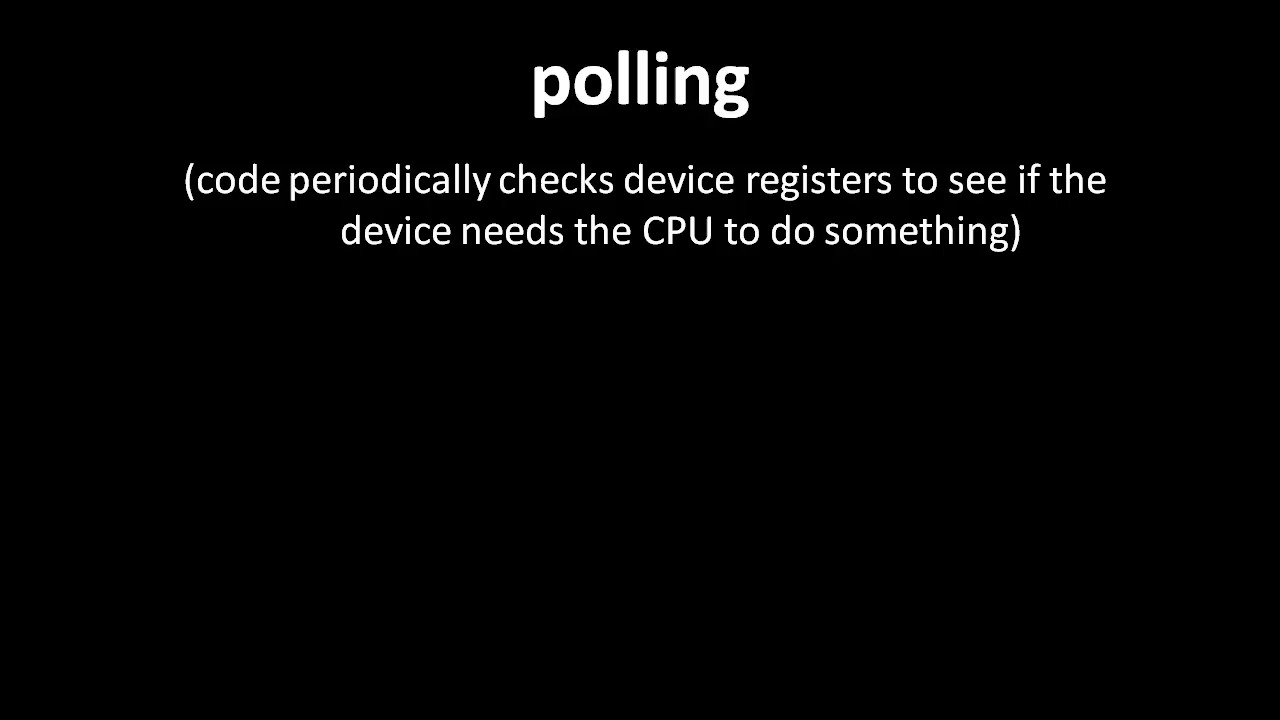 polling
(code periodically checks device registers to see if the
device needs the CPU to do something)